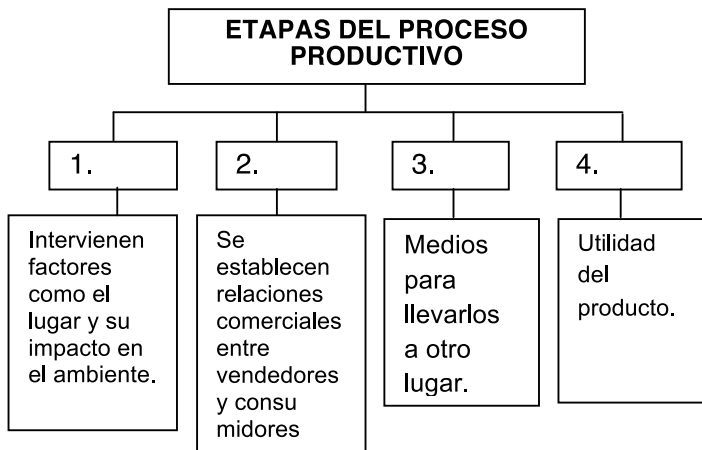 ETAPAS DEL PROCESO
PRODUCTIVO
1.
2.
3.
4.
Intervienen
factores
como el
lugar y su
impacto en
el ambiente.
Se
establecen
relaciones
comerciales
entre
vendedores
y consu
midores
Medios
para
llevarlos
a otro
lugar.
Utilidad
del
producto.